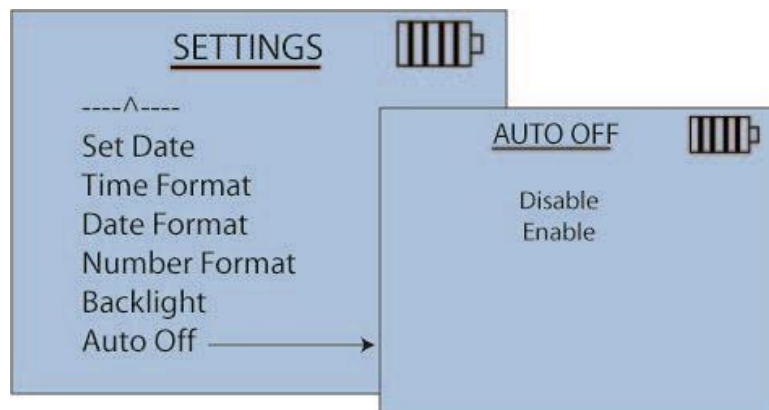 SETTINGS
----^----
Set Date
Time Format
Date Format
Number Format
Backlight
Auto Off
AUTO OFF
Disable
Enable